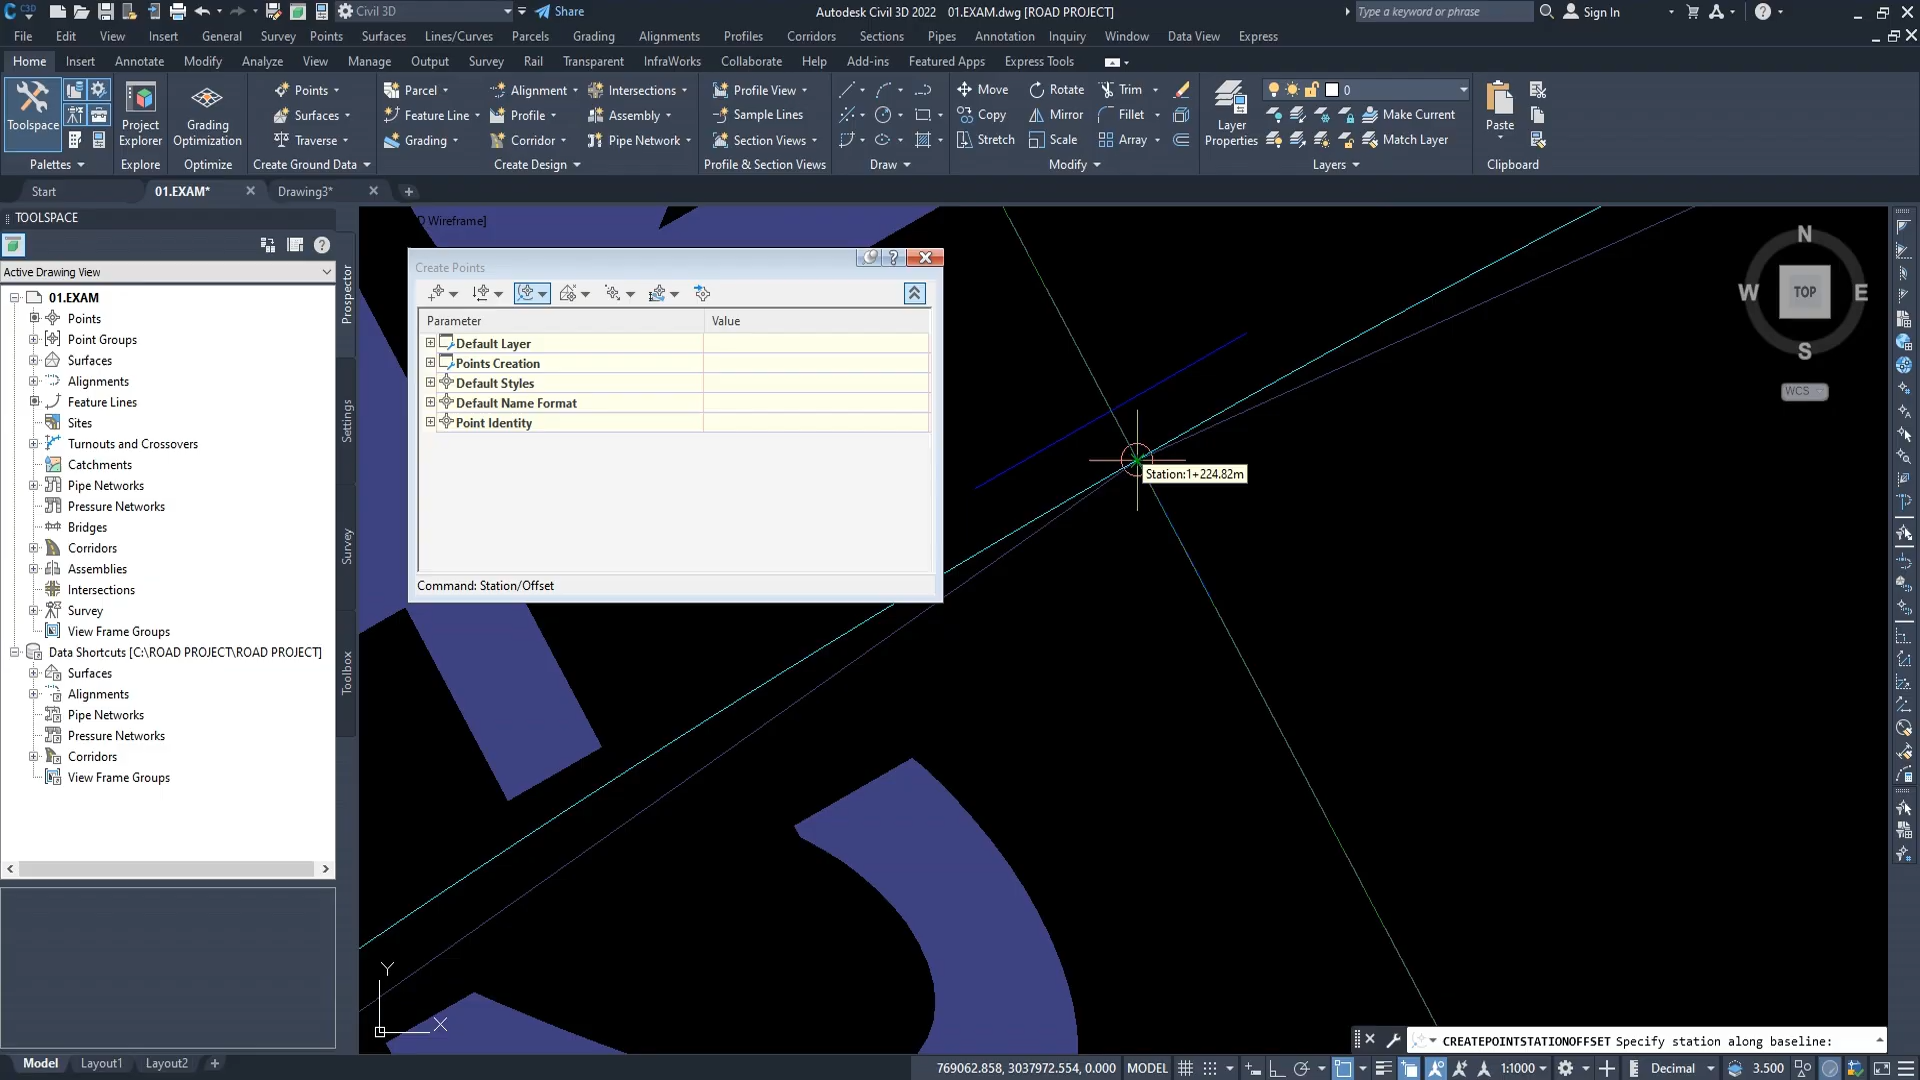 C3D
Civil 3D
Share
Autodesk Civil 3D 2022 01.EXAM.dwg [ROAD PROJECT]
Type a keyword or phrase
Sign In
File Edit View Insert General Survey Points Surfaces Lines/Curves Parcels Grading Alignments Profiles Corridors Sections Pipes Annotation Inquiry Window Data View Express
Home Insert Annotate Modify Analyze View Manage Output Survey Rail Transparent InfraWorks Collaborate Help Add-ins Featured Apps Express Tools
Toolspace
Project Explorer
Grading Optimization
Points
Surfaces
Traverse
Parcel
Feature Line
Grading
Alignment
Profile
Corridor
Intersections
Assembly
Pipe Network
Profile View
Sample Lines
Section Views
Move
Copy
Stretch
Rotate
Mirror
Scale
Trim
Fillet
Array
Layer Properties
0
Make Current
Match Layer
Paste
Palettes Explore Optimize Create Ground Data Create Design Profile & Section Views Draw Modify Layers Clipboard
Start 01.EXAM* Drawing3*
TOOLSPACE
Active Drawing View
01.EXAM
Points
Point Groups
Surfaces
Alignments
Feature Lines
Sites
Turnouts and Crossovers
Catchments
Pipe Networks
Pressure Networks
Bridges
Corridors
Assemblies
Intersections
Survey
View Frame Groups
Data Shortcuts [C:\ROAD PROJECT\ROAD PROJECT]
Surfaces
Alignments
Pipe Networks
Pressure Networks
Corridors
View Frame Groups
Prospector
Settings
Survey
Toolbox
D Wireframe]
Create Points
Parameter Value
Default Layer
Points Creation
Default Styles
Default Name Format
Point Identity
Command: Station/Offset
Station:1+224.82m
N
W TOP E
S
WCS
Y
X
CREATEPOINTSTATIONOFFSET Specify station along baseline:
Model Layout1 Layout2 +
769062.858, 3037972.554, 0.000 MODEL 1:1000 Decimal 3.500